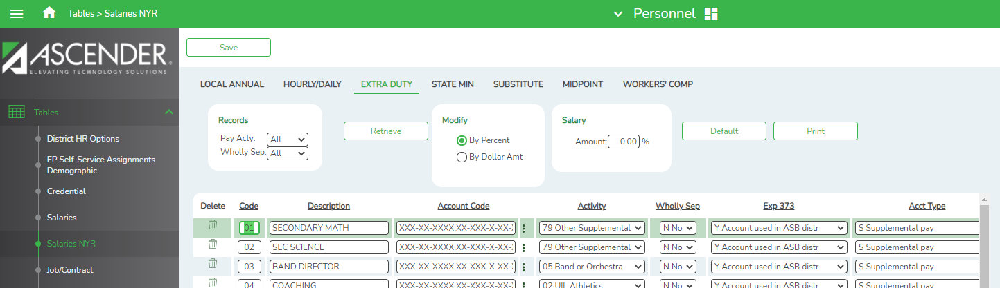 Tables > Salaries NYR
Personnel
ASCENDER®
ELEVATING TECHNOLOGY SOLUTIONS
Tables
District HR Options
EP Self-Service Assignments
Demographic
Credential
Salaries
Salaries NYR
Job/Contract
Save
LOCAL ANNUAL HOURLY/DAILY EXTRA DUTY STATE MIN SUBSTITUTE MIDPOINT WORKERS' COMP
Records
Pay Acty: All
Wholly Sep: All
Retrieve
Modify
By Percent
By Dollar Amt
Salary
Amount: 0.00 %
Default
Print
Delete Code Description Account Code Activity Wholly Sep Exp 373 Acct Type
01 SECONDARY MATH XXX-XX-XXXX.XX-XXX-X-XX- 79 Other Supplemental N No Y Account used in ASB distr S Supplemental pay
02 SEC SCIENCE XXX-XX-XXXX.XX-XXX-X-XX- 79 Other Supplemental N No Y Account used in ASB distr S Supplemental pay
03 BAND DIRECTOR XXX-XX-XXXX.XX-XXX-X-XX- 05 Band or Orchestra N No Y Account used in ASB distr S Supplemental pay
04 COACHING XXX-XX-XXXX.XX-XXX-X-XX- 02 UIL Athletics N No Y Account used in ASB distr S Supplemental pay